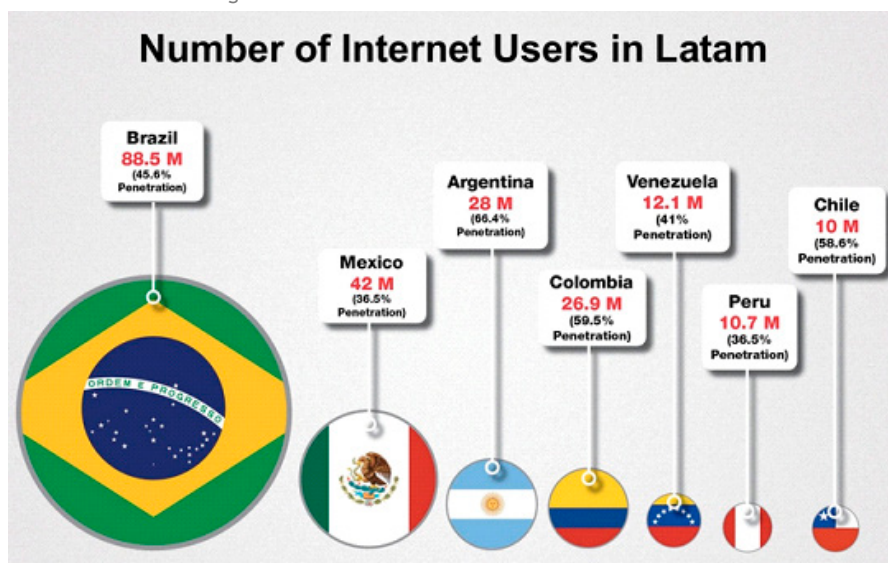 Number of Internet Users in Latam
Brazil
88.5 M
(45.6%
Penetration)
Mexico
42 M
(36.5%
Penetration)
Argentina
28 M
(66.4%
Penetration)
Colombia
26.9 M
(59.5%
Penetration)
Venezuela
12.1 M
(41%
Penetration)
Peru
10.7 M
(36.5%
Penetration)
Chile
10 M
(58.6%
Penetration)
ORDEM E PROGRESSO